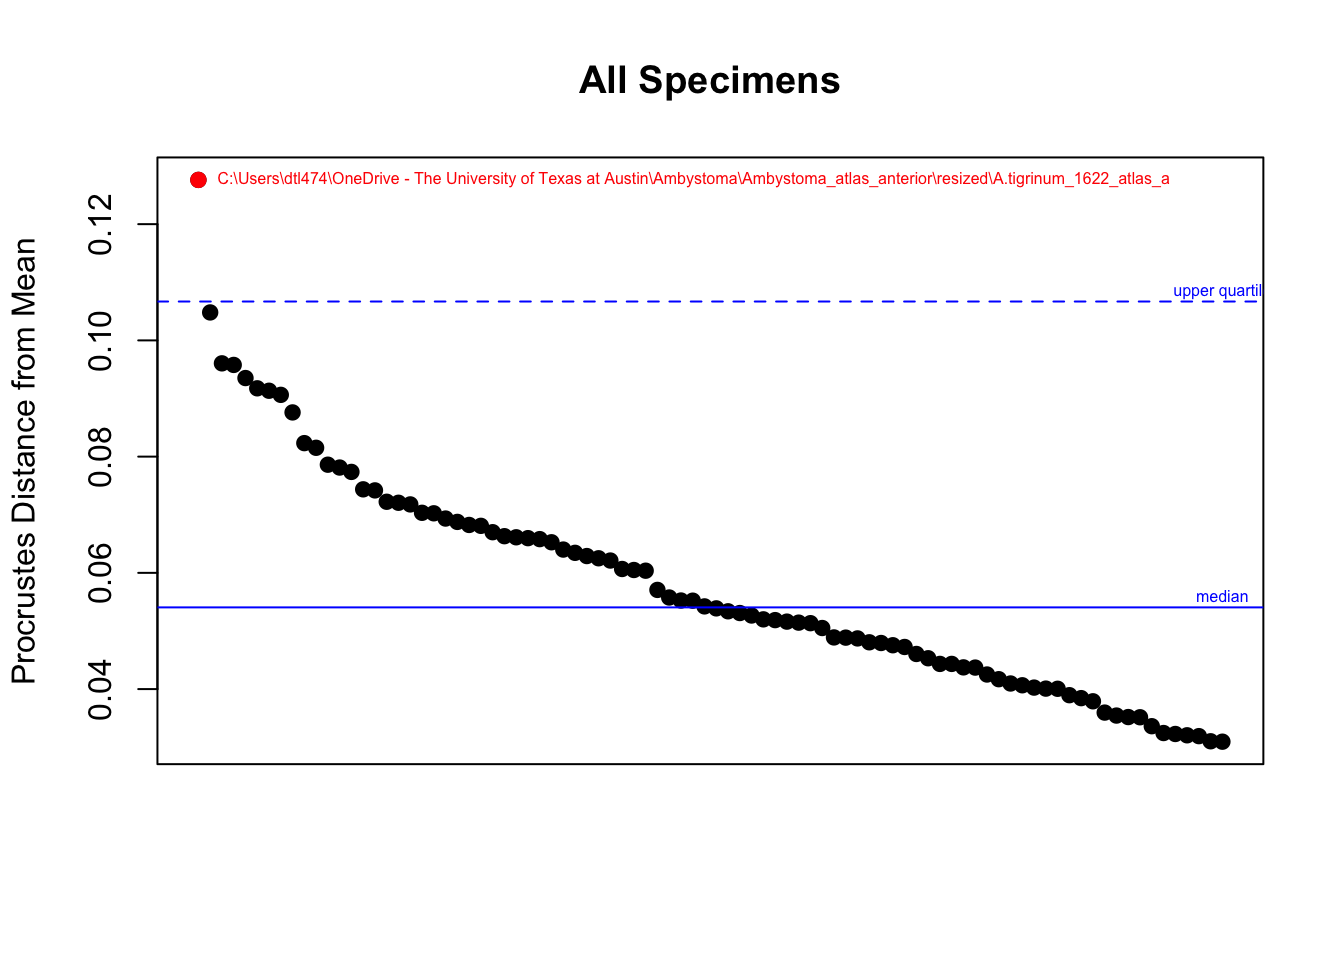 All Specimens
C:\Users\dtl474\OneDrive - The University of Texas at Austin\Ambystoma\Ambystoma_atlas_anterior\resized\A.tigrinum_1622_atlas_a
upper quartil
median
Procrustes Distance from Mean
0.12
0.10
0.08
0.06
0.04